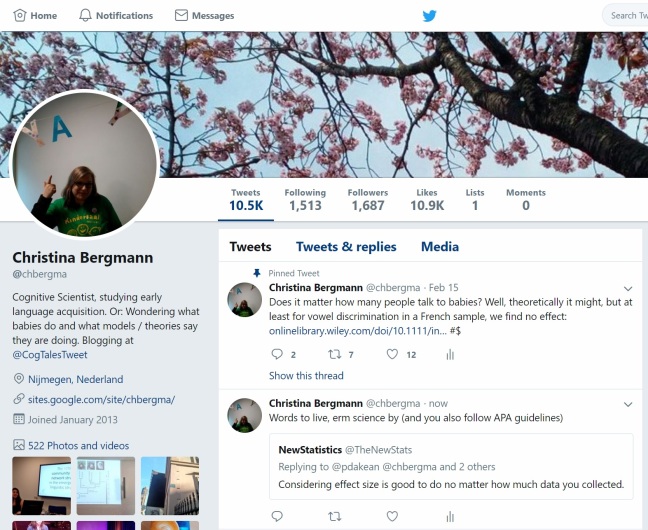 Home Notifications Messages Search Tw
A
Tweets Following Followers Likes Lists Moments
10.5K 1,513 1,687 10.9K 1 0
Christina Bergmann
@chbergma
Cognitive Scientist, studying early
language acquisition. Or: Wondering what
babies do and what models / theories say
they are doing. Blogging at
@CogTalesTweet
Nijmegen, Nederland
sites.google.com/site/chbergma/
Joined January 2013
522 Photos and videos
Tweets Tweets & replies Media
Pinned Tweet
Christina Bergmann @chbergma · Feb 15
Does it matter how many people talk to babies? Well, theoretically it might, but at
least for vowel discrimination in a French sample, we find no effect:
onlinelibrary.wiley.com/doi/10.1111/in... #$
2 7 12
Show this thread
Christina Bergmann @chbergma · now
Words to live, erm science by (and you also follow APA guidelines)
NewStatistics @TheNewStats
Replying to @pdakean @chbergma and 2 others
Considering effect size is good to do no matter how much data you collected.